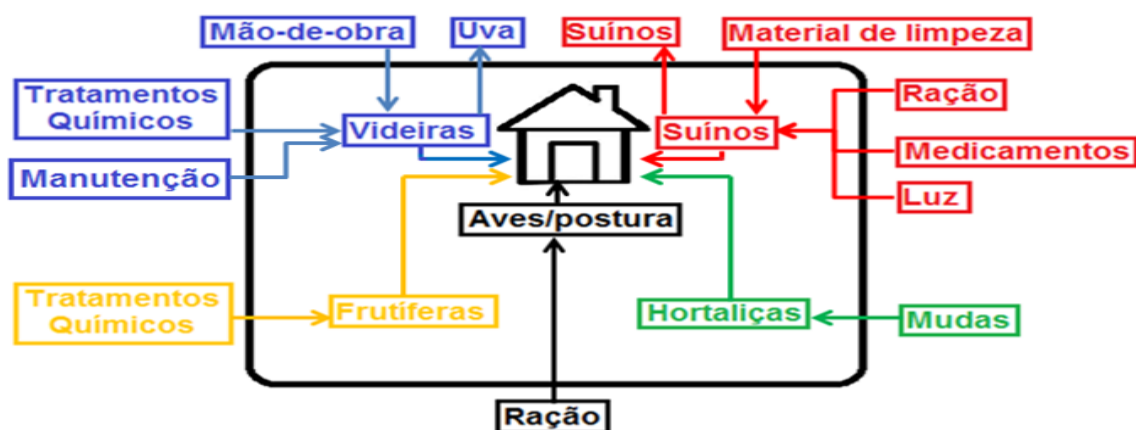 Mão-de-obra
Uva
Suínos
Material de limpeza
Tratamentos
Químicos
Videiras
Suínos
Ração
Manutenção
Medicamentos
Luz
Aves/postura
Tratamentos
Químicos
Frutíferas
Hortaliças
Mudas
Ração